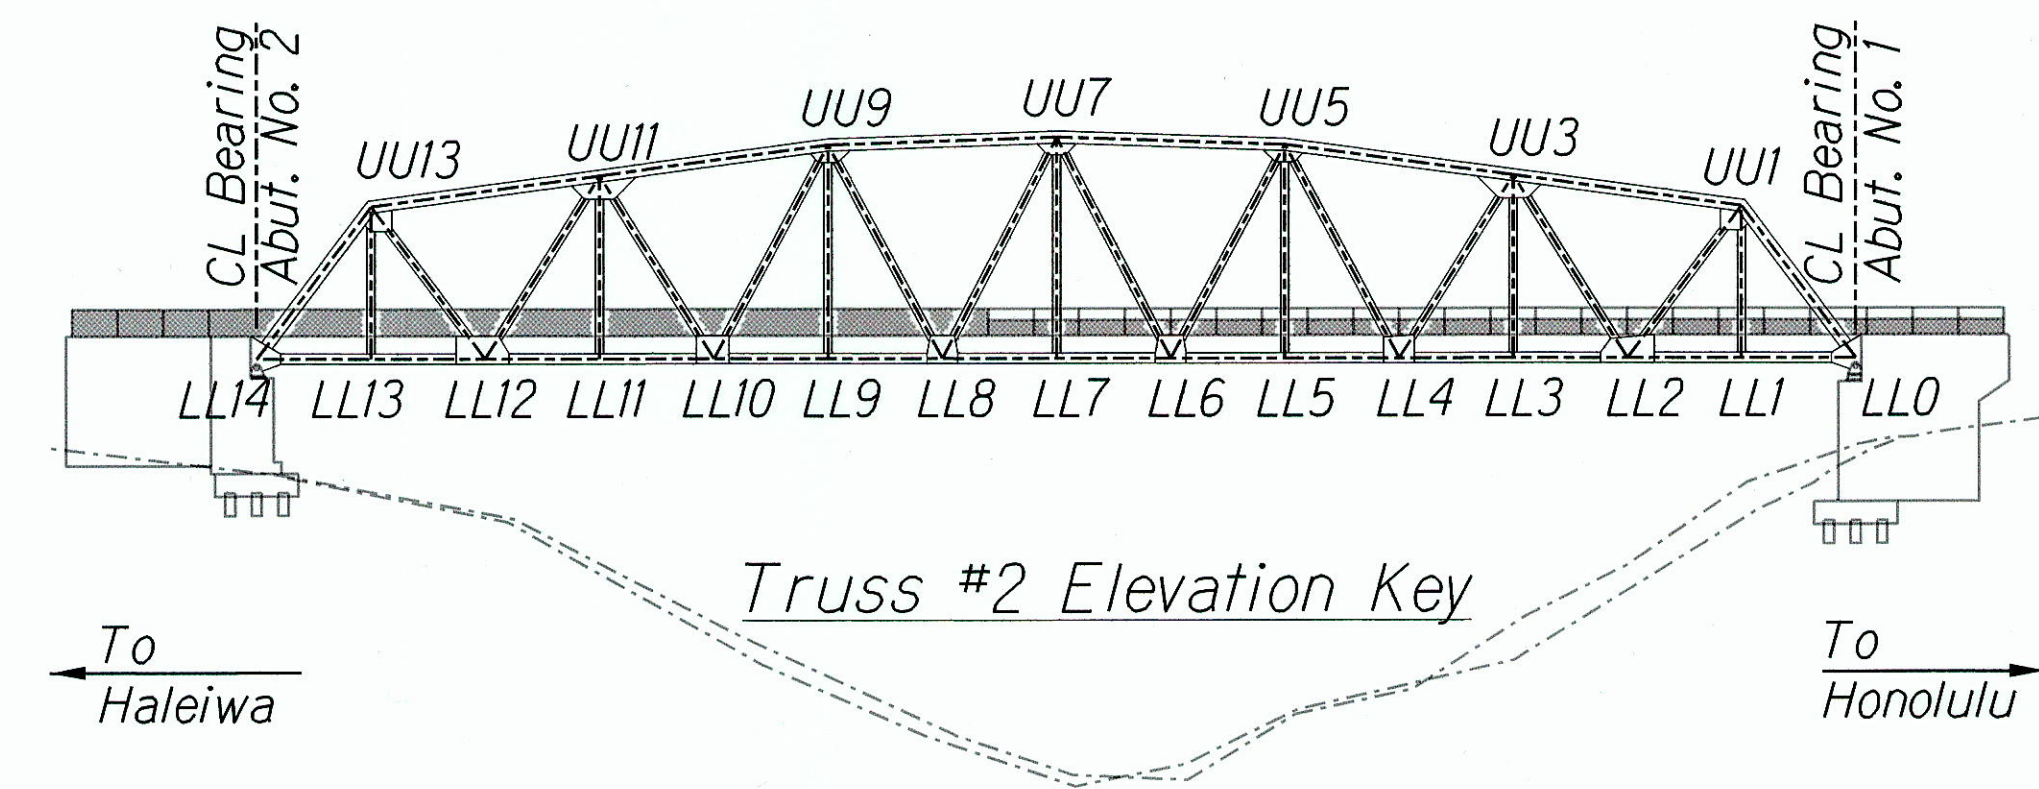 CL Bearing
Abut. No. 2
UU13
UU11
UU9
UU7
UU5
UU3
UU1
CL Bearing
Abut. No. 1
LL14
LL13
LL12
LL11
LL10
LL9
LL8
LL7
LL6
LL5
LL4
LL3
LL2
LL1
LL0
Truss #2 Elevation Key
To
Haleiwa
To
Honolulu